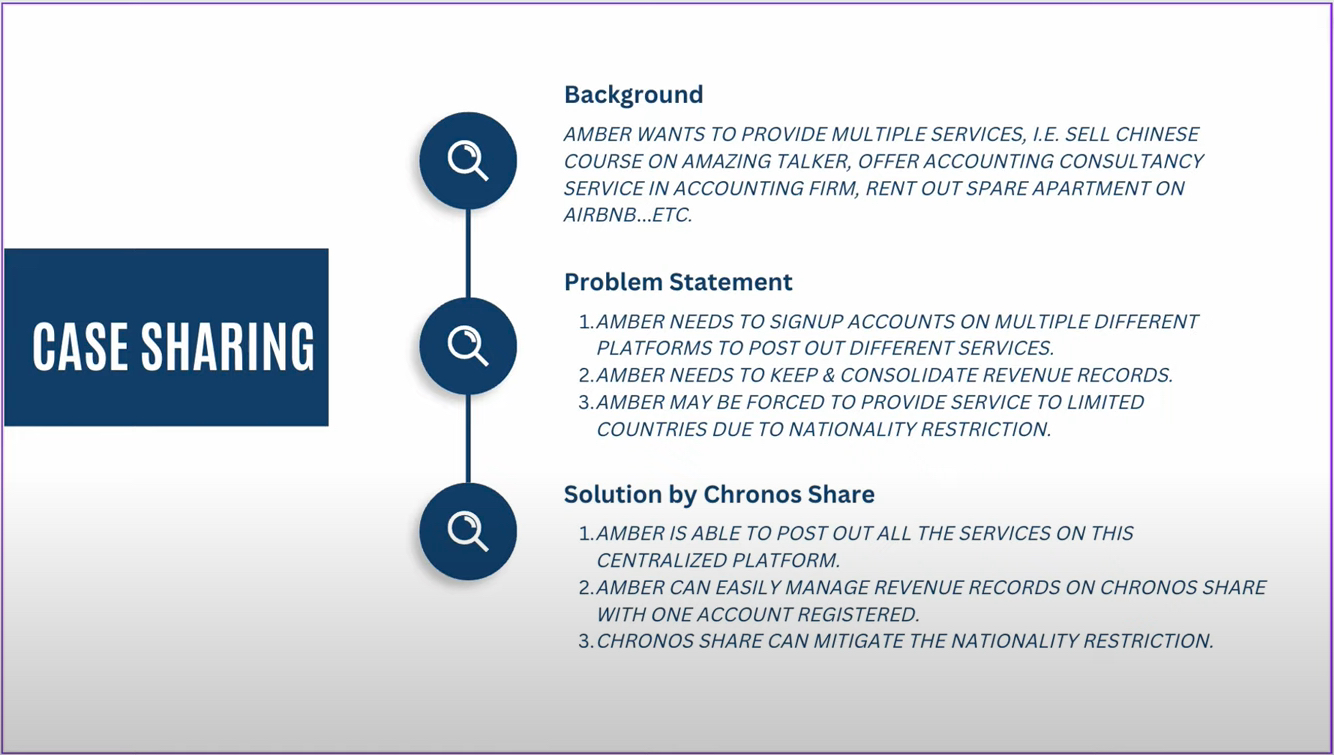 CASE SHARING
Background
AMBER WANTS TO PROVIDE MULTIPLE SERVICES, I.E. SELL CHINESE
COURSE ON AMAZING TALKER, OFFER ACCOUNTING CONSULTANCY
SERVICE IN ACCOUNTING FIRM, RENT OUT SPARE APARTMENT ON
AIRBNB...ETC.
Problem Statement
1. AMBER NEEDS TO SIGNUP ACCOUNTS ON MULTIPLE DIFFERENT
PLATFORMS TO POST OUT DIFFERENT SERVICES.
2. AMBER NEEDS TO KEEP & CONSOLIDATE REVENUE RECORDS.
3. AMBER MAY BE FORCED TO PROVIDE SERVICE TO LIMITED
COUNTRIES DUE TO NATIONALITY RESTRICTION.
Solution by Chronos Share
1. AMBER IS ABLE TO POST OUT ALL THE SERVICES ON THIS
CENTRALIZED PLATFORM.
2. AMBER CAN EASILY MANAGE REVENUE RECORDS ON CHRONOS SHARE
WITH ONE ACCOUNT REGISTERED.
3. CHRONOS SHARE CAN MITIGATE THE NATIONALITY RESTRICTION.